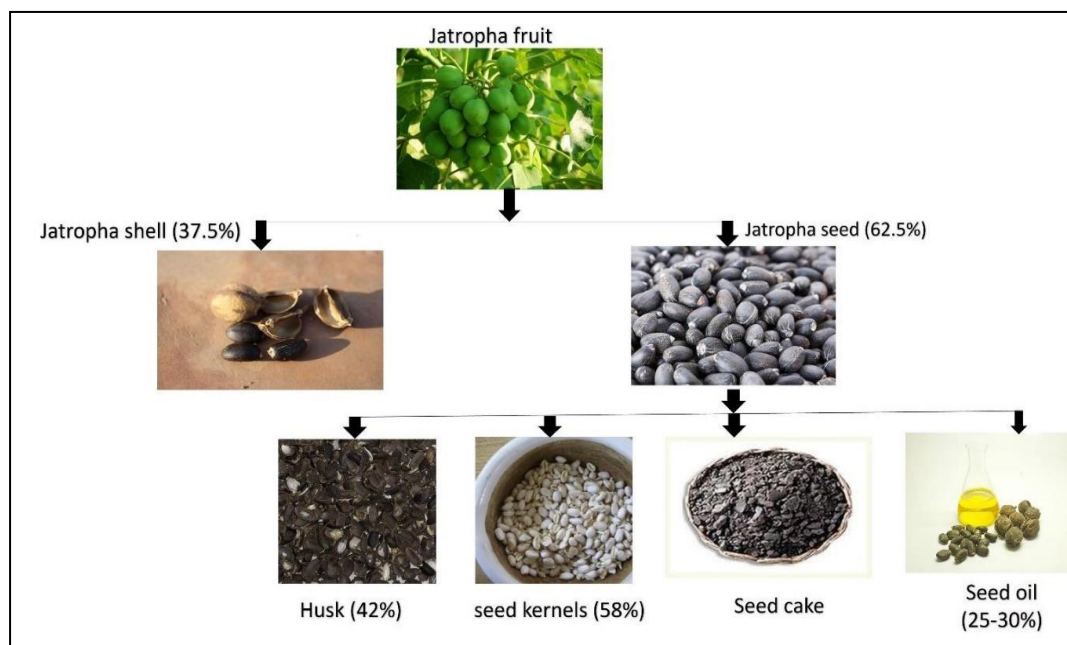 Jatropha fruit
Jatropha shell (37.5%)
Jatropha seed (62.5%)
Husk (42%)
seed kernels (58%)
Seed cake
Seed oil
(25-30%)